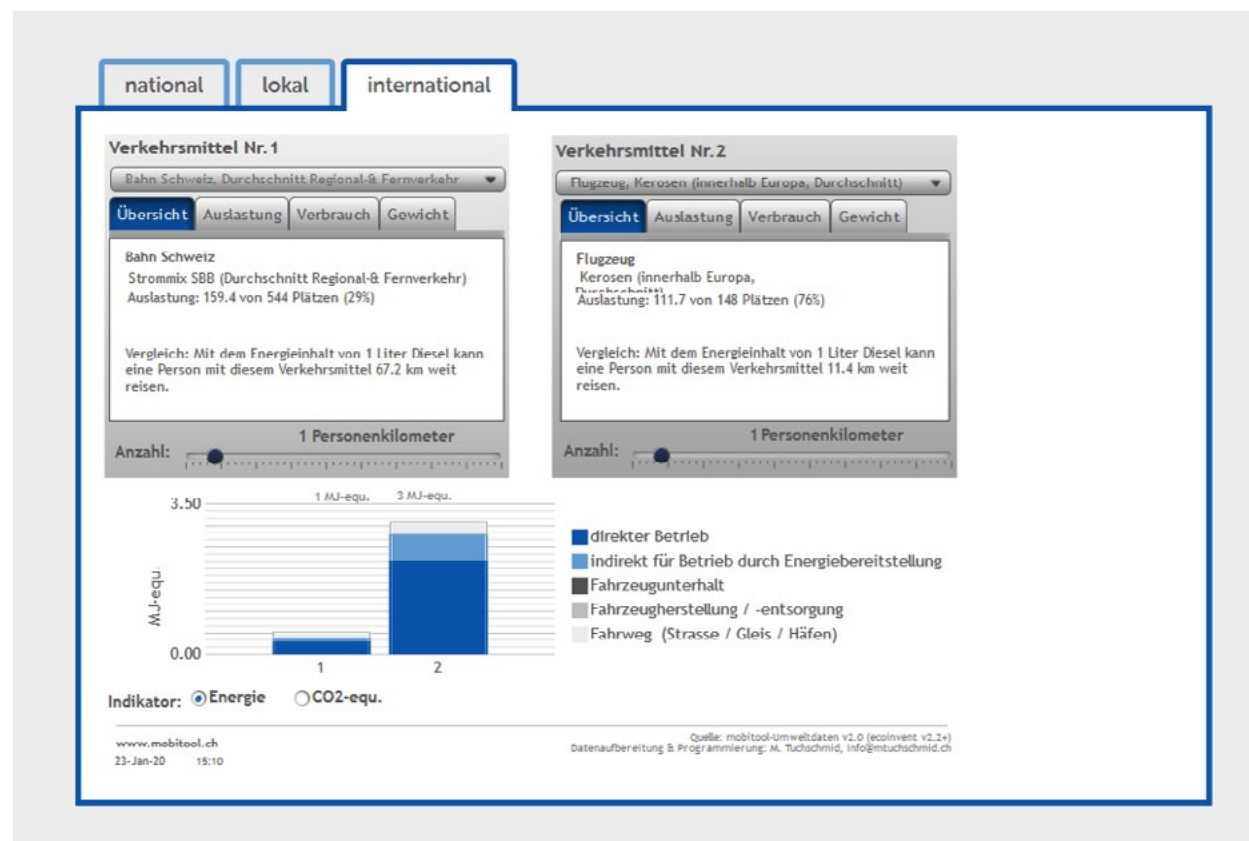 national lokal international
Verkehrsmittel Nr.1
Bahn Schweiz, Durchschnitt Regional-& Fernverkehr
Übersicht Auslastung Verbrauch Gewicht
Bahn Schweiz
Strommix SBB (Durchschnitt Regional-& Fernverkehr)
Auslastung: 159.4 von 544 Plätzen (29%)
Vergleich: Mit dem Energieinhalt von 1 Liter Diesel kann
eine Person mit diesem Verkehrsmittel 67.2 km weit
reisen.
1 Personenkilometer
Anzahl:
Verkehrsmittel Nr.2
Flugzeug, Kerosen (innerhalb Europa, Durchschnitt)
Übersicht Auslastung Verbrauch Gewicht
Flugzeug
Kerosen (innerhalb Europa,
Durchschnitt)
Auslastung: 111.7 von 148 Plätzen (76%)
Vergleich: Mit dem Energieinhalt von 1 Liter Diesel kann
eine Person mit diesem Verkehrsmittel 11.4 km weit
reisen.
1 Personenkilometer
Anzahl:
1 MJ-equ. 3 MJ-equ.
3.50
MJ-equ.
0.00
1 2
direkter Betrieb
indirekt für Betrieb durch Energiebereitstellung
Fahrzeugunterhalt
Fahrzeugherstellung / -entsorgung
Fahrweg (Strasse / Gleis / Häfen)
Indikator: Energie CO2-equ.
www.mobitool.ch
23-Jan-20 15:10
Quelle: mobitool-Umweltdaten v2.0 (ecoinvent v2.2+)
Datenaufbereitung & Programmierung: M. Tuchschmid, info@mtuchschmid.ch